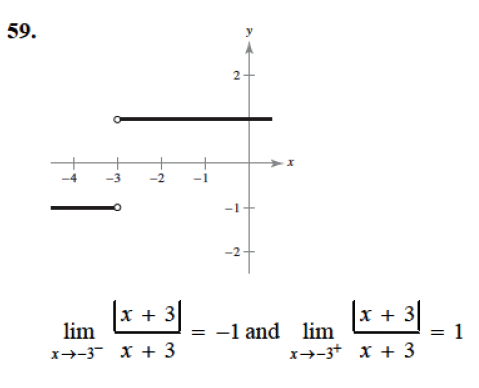 59.
y
2
x
−4 −3 −2 −1
−1
−2
lim x→−3⁻ |x + 3| / x + 3 = −1 and lim x→−3⁺ |x + 3| / x + 3 = 1